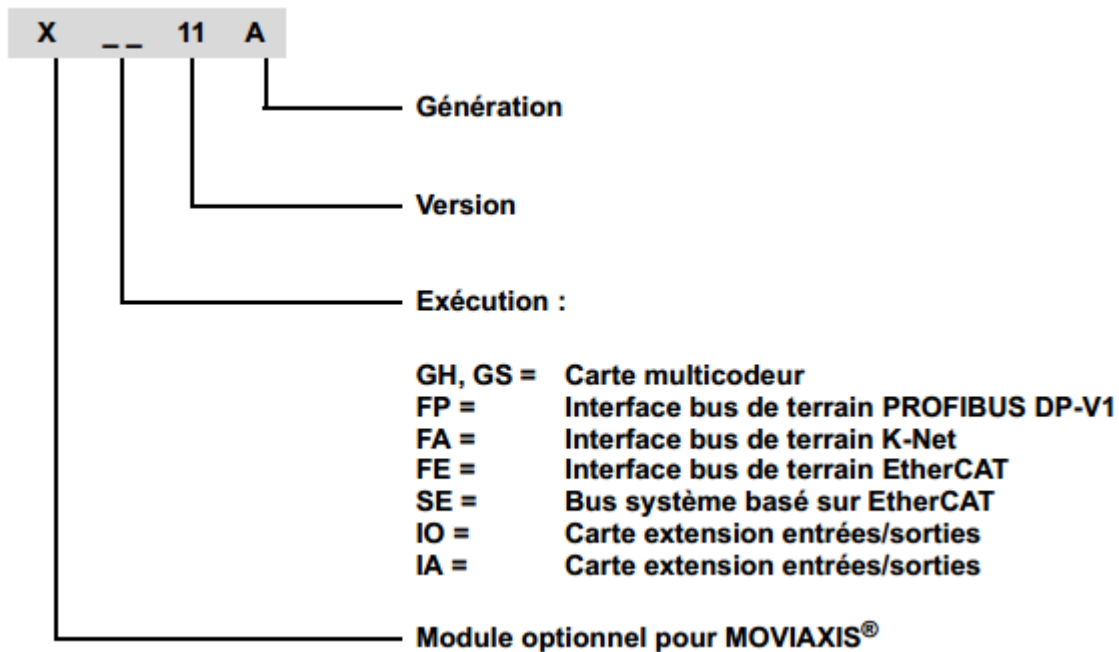 X _ _ 11 A
Génération
Version
Exécution :
GH, GS = Carte multicodeur
FP = Interface bus de terrain PROFIBUS DP-V1
FA = Interface bus de terrain K-Net
FE = Interface bus de terrain EtherCAT
SE = Bus système basé sur EtherCAT
IO = Carte extension entrées/sorties
IA = Carte extension entrées/sorties
Module optionnel pour MOVIAXIS®